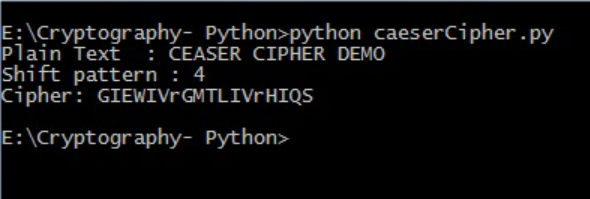 E:\Cryptography- Python>python caeserCipher.py
Plain Text  : CEASER CIPHER DEMO
Shift pattern : 4
Cipher: GIEWIVrGMTLIVrHIQS
E:\Cryptography- Python>